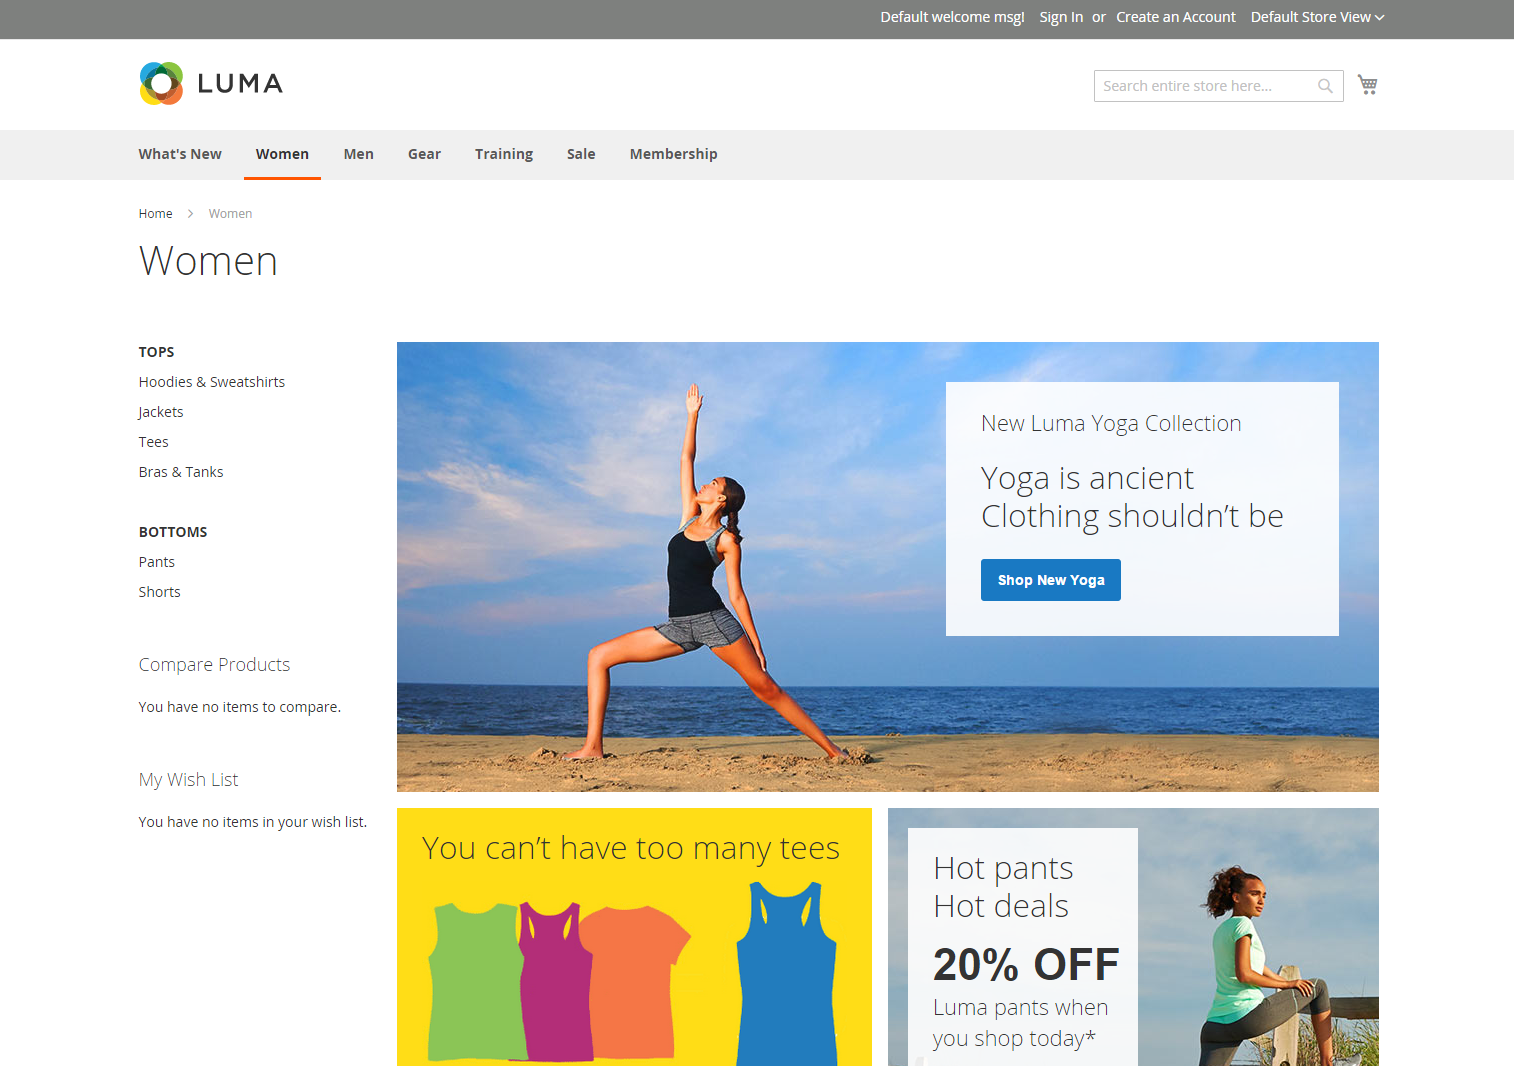 Default welcome msg! Sign In or Create an Account Default Store View
LUMA
Search entire store here...
What's New Women Men Gear Training Sale Membership
Home Women
Women
TOPS
Hoodies & Sweatshirts
Jackets
Tees
Bras & Tanks
BOTTOMS
Pants
Shorts
Compare Products
You have no items to compare.
My Wish List
You have no items in your wish list.
New Luma Yoga Collection
Yoga is ancient
Clothing shouldn’t be
Shop New Yoga
You can’t have too many tees
Hot pants
Hot deals
20% OFF
Luma pants when
you shop today*